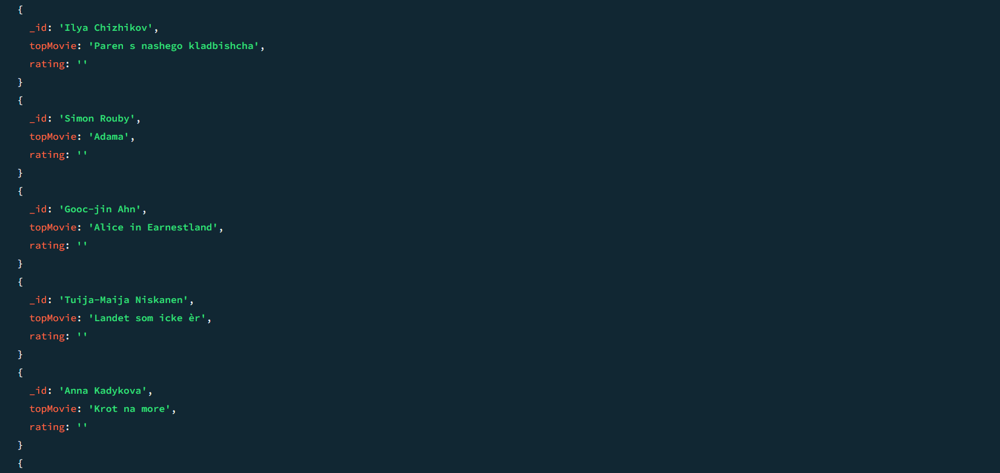 {
  _id: 'Ilya Chizhikov',
  topMovie: 'Paren s nashego kladbishcha',
  rating: ''
}
{
  _id: 'Simon Rouby',
  topMovie: 'Adama',
  rating: ''
}
{
  _id: 'Gooc-jin Ahn',
  topMovie: 'Alice in Earnestland',
  rating: ''
}
{
  _id: 'Tuija-Maija Niskanen',
  topMovie: 'Landet som icke èr',
  rating: ''
}
{
  _id: 'Anna Kadykova',
  topMovie: 'Krot na more',
  rating: ''
}
{